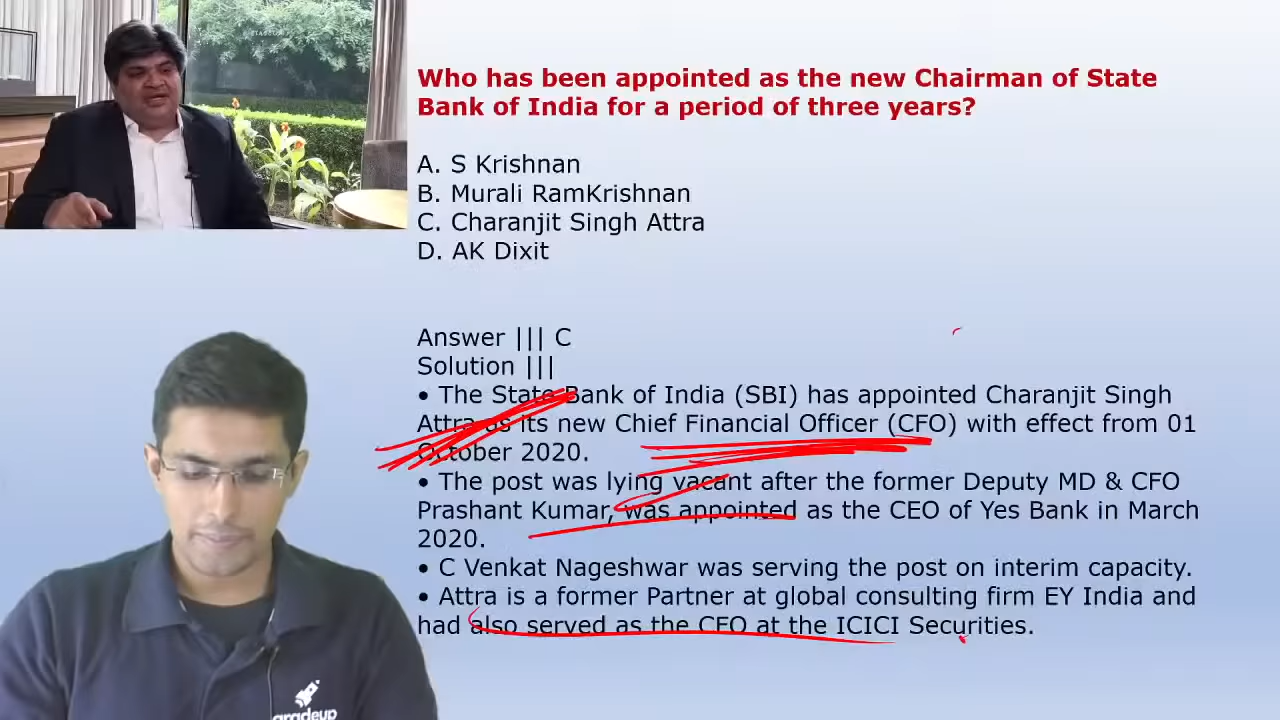 Who has been appointed as the new Chairman of State
Bank of India for a period of three years?
A. S Krishnan
B. Murali RamKrishnan
C. Charanjit Singh Attra
D. AK Dixit
Answer ||| C
Solution |||
• The State Bank of India (SBI) has appointed Charanjit Singh
Attra as its new Chief Financial Officer (CFO) with effect from 01
October 2020.
• The post was lying vacant after the former Deputy MD & CFO
Prashant Kumar, was appointed as the CEO of Yes Bank in March
2020.
• C Venkat Nageshwar was serving the post on interim capacity.
• Attra is a former Partner at global consulting firm EY India and
had also served as the CFO at the ICICI Securities.
gradeup